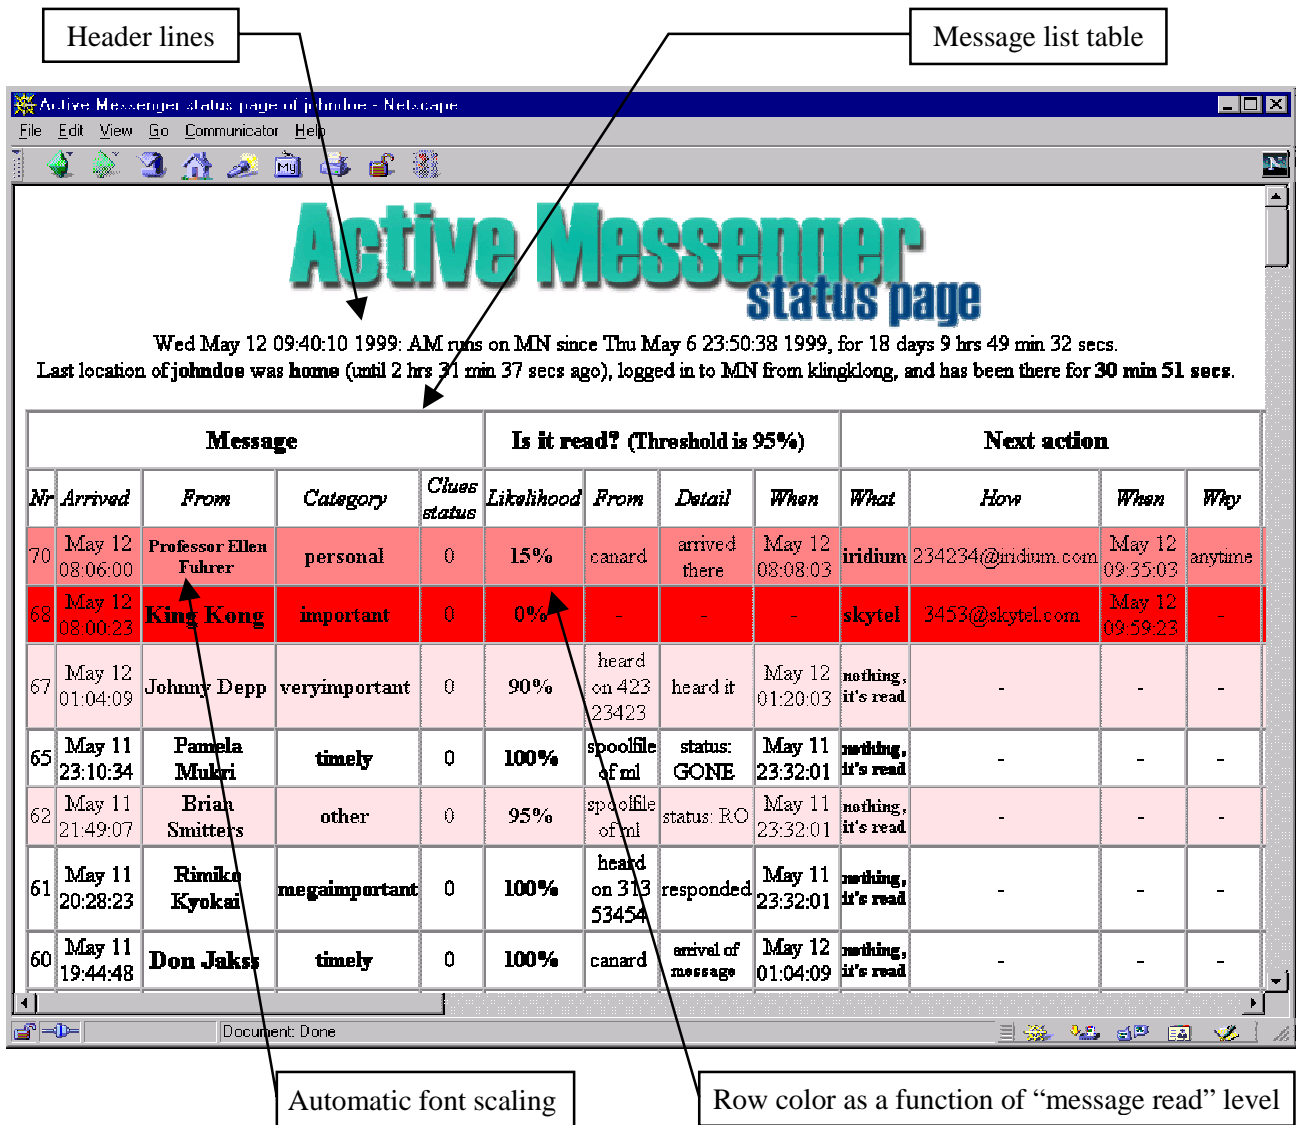 Header lines
Message list table
Active Messenger status page of johndoe - Netscape
File Edit View Go Communicator Help
My
N
Active Messenger
status page
Wed May 12 09:40:10 1999: AM runs on MN since Thu May 6 23:50:38 1999, for 18 days 9 hrs 49 min 32 secs.
Last location of johndoe was home (until 2 hrs 31 min 37 secs ago), logged in to MN from klingklong, and has been there for 30 min 51 secs.
Message Is it read? (Threshold is 95%) Next action
Nr Arrived From Category Clues status Likelihood From Detail When What How When Why
70 May 12 08:06:00 Professor Ellen Fuhrer personal 0 15% canard arrived there May 12 08:08:03 iridium 234234@iridium.com May 12 09:35:03 anytime
68 May 12 08:00:23 King Kong important 0 0% - - - skytel 3453@skytel.com May 12 09:59:23 -
67 May 12 01:04:09 Johnny Depp veryimportant 0 90% heard on 423 23423 heard it May 12 01:20:03 nothing, it's read - - -
65 May 11 23:10:34 Pamela Mukri timely 0 100% spoolfile of ml status: GONE May 11 23:32:01 nothing, it's read - - -
62 May 11 21:49:07 Brian Smitters other 0 95% spoolfile of ml status: RO May 11 23:32:01 nothing, it's read - - -
61 May 11 20:28:23 Rimiko Kyokai megaimportant 0 100% heard on 313 53454 responded May 11 23:32:01 nothing, it's read - - -
60 May 11 19:44:48 Don Jakss timely 0 100% canard arrival of message May 12 01:04:09 nothing, it's read - - -
Document: Done
Automatic font scaling
Row color as a function of “message read” level